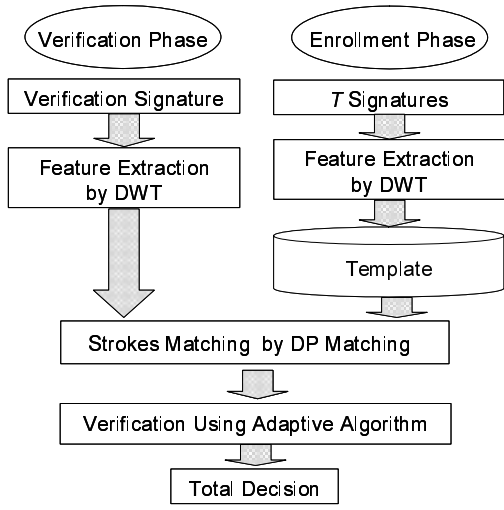 Verification Phase
Enrollment Phase
Verification Signature
T Signatures
Feature Extraction
by DWT
Feature Extraction
by DWT
Template
Strokes Matching by DP Matching
Verification Using Adaptive Algorithm
Total Decision